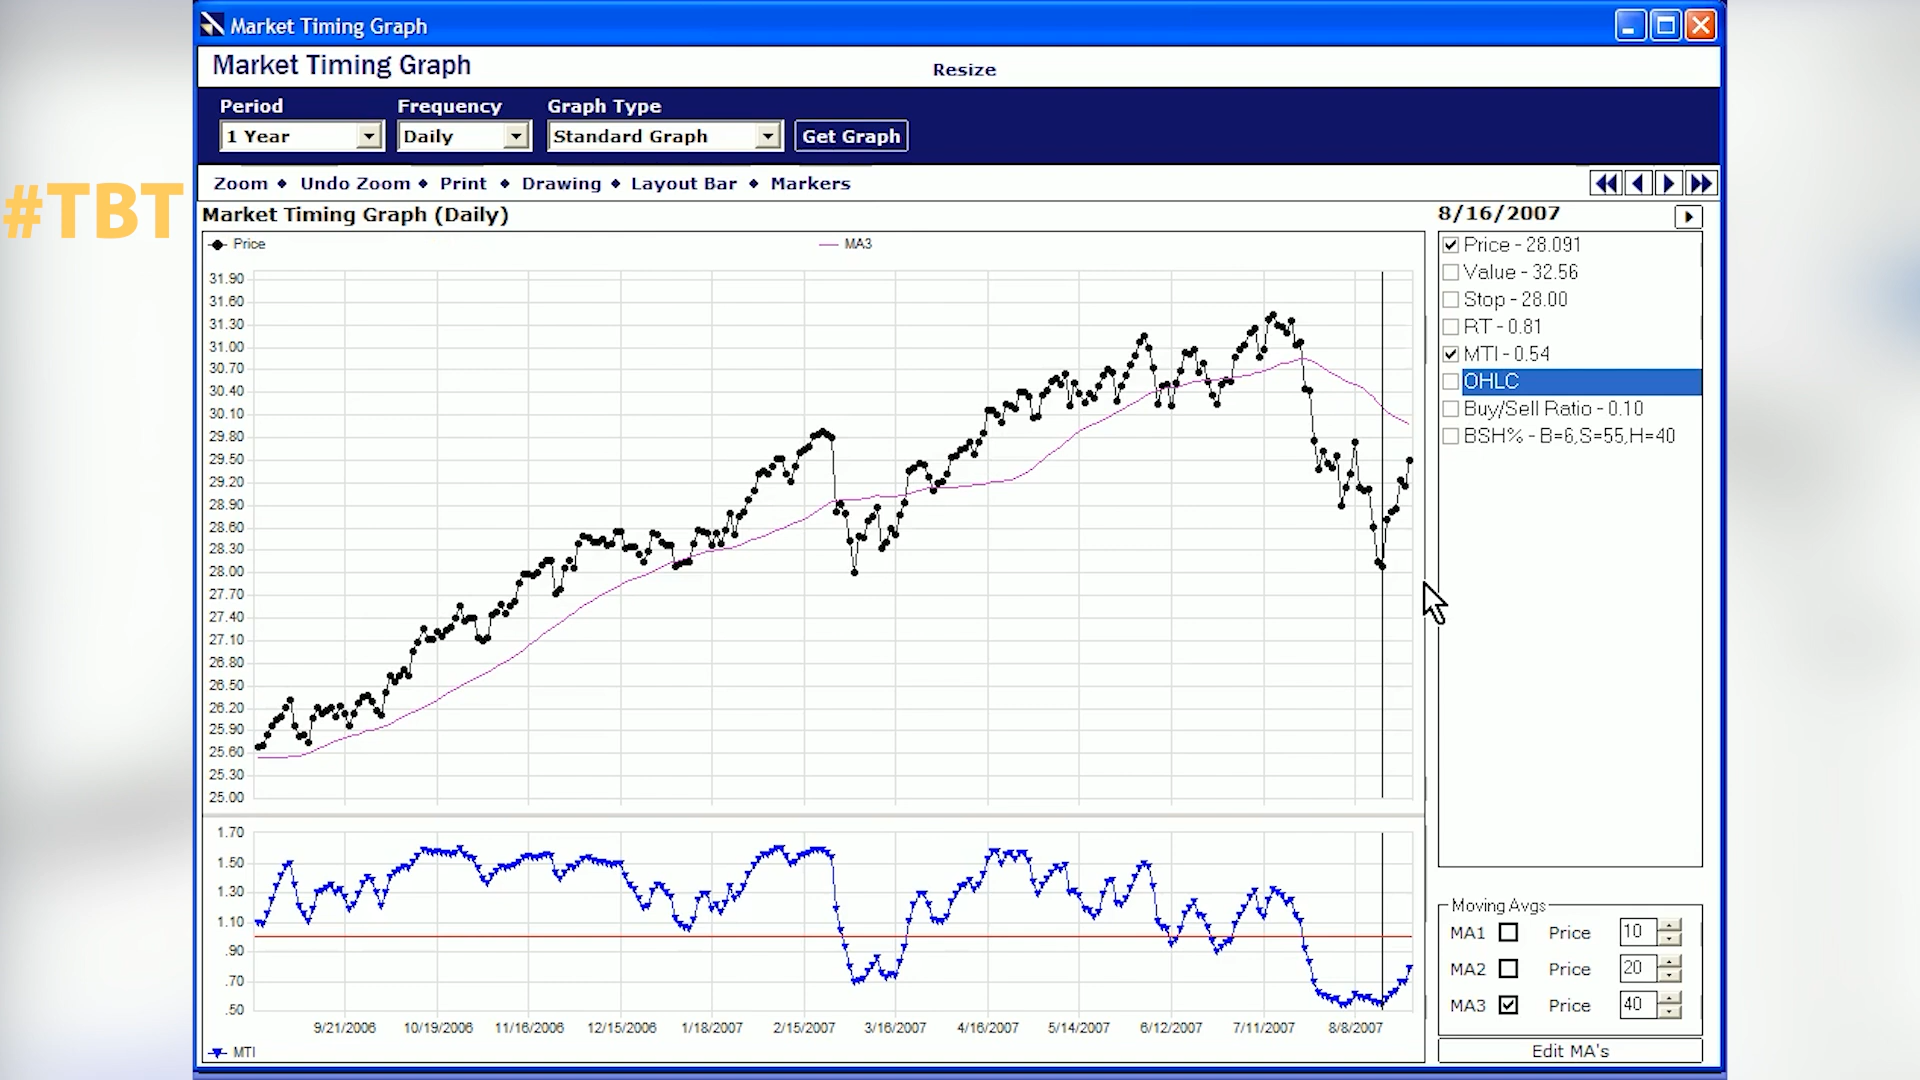 Market Timing Graph
Market Timing Graph
Resize
Period
Frequency
Graph Type
1 Year
Daily
Standard Graph
Get Graph
Zoom ◆ Undo Zoom ◆ Print ◆ Drawing ◆ Layout Bar ◆ Markers
#TBT
Market Timing Graph (Daily)
8/16/2007
Price
MA3
Price - 28.091
Value - 32.56
Stop - 28.00
RT - 0.81
MTI - 0.54
OHLC
Buy/Sell Ratio - 0.10
BSH% - B=6,S=55,H=40
31.90
31.60
31.30
31.00
30.70
30.40
30.10
29.80
29.50
29.20
28.90
28.60
28.30
28.00
27.70
27.40
27.10
26.80
26.50
26.20
25.90
25.60
25.30
25.00
1.70
1.50
1.30
1.10
.90
.70
.50
9/21/2006 10/19/2006 11/16/2006 12/15/2006 1/18/2007 2/15/2007 3/16/2007 4/16/2007 5/14/2007 6/12/2007 7/11/2007 8/8/2007
MTI
Moving Avgs
MA1 Price 10
MA2 Price 20
MA3 Price 40
Edit MA's